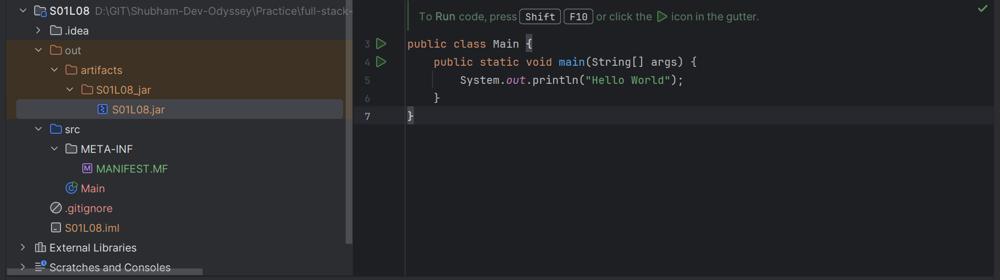 S01L08 D:\GIT\Shubham-Dev-Odyssey\Practice\full-stack-
.idea
out
artifacts
S01L08_jar
S01L08.jar
src
META-INF
M MANIFEST.MF
C Main
.gitignore
S01L08.iml
External Libraries
Scratches and Consoles
To Run code, press Shift F10 or click the icon in the gutter.
3 public class Main {
4 public static void main(String[] args) {
5 System.out.println("Hello World");
6 }
7 }